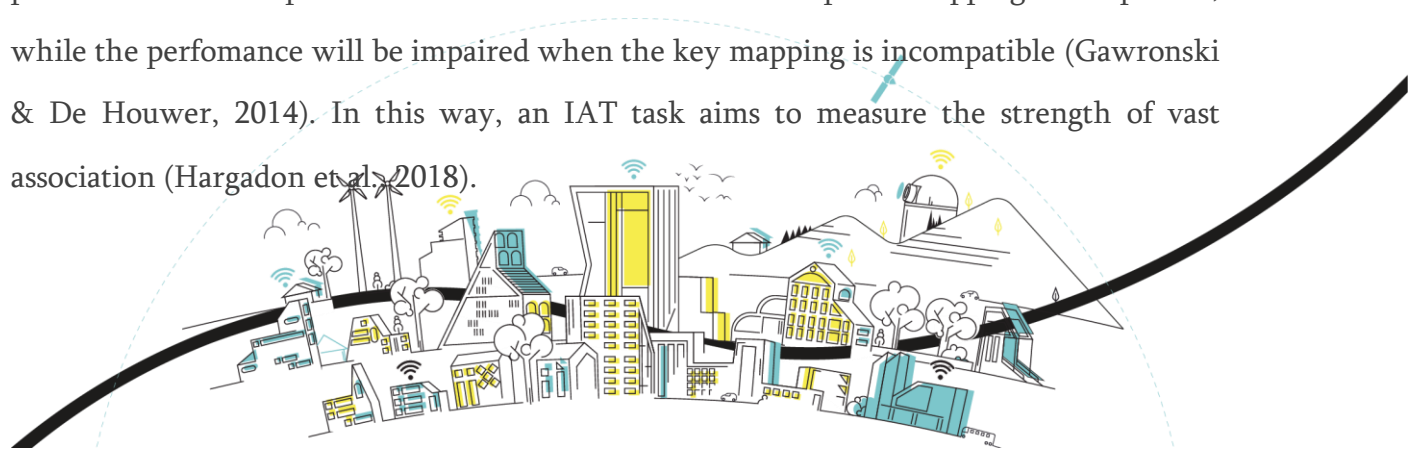 while the perfomance will be impaired when the key mapping is incompatible (Gawronski
& De Houwer, 2014). In this way, an IAT task aims to measure the strength of vast
association (Hargadon et al., 2018).